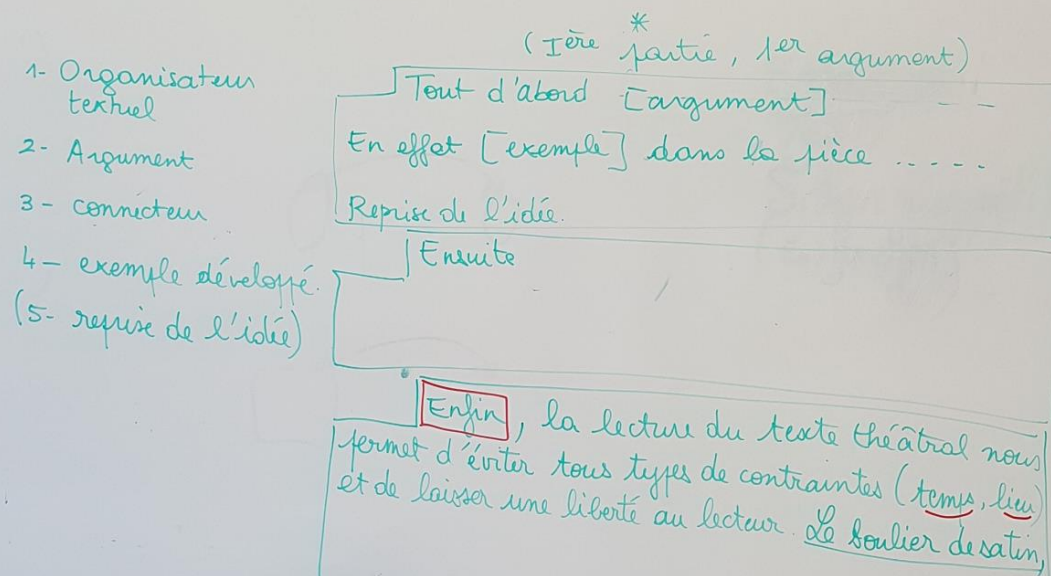 1- Organisateur
textuel
2- Argument
3- connecteur
4- exemple développé.
(5- reprise de l'idée)
*
(Ière partie, 1er argument)
Tout d'abord [argument] - -
En effet [exemple] dans la pièce .....
Reprise de l'idée.
Ensuite
Enfin, la lecture du texte théâtral nous
permet d'éviter tous types de contraintes (temps, lieu)
et de laisser une liberté au lecteur. Le Soulier de satin,